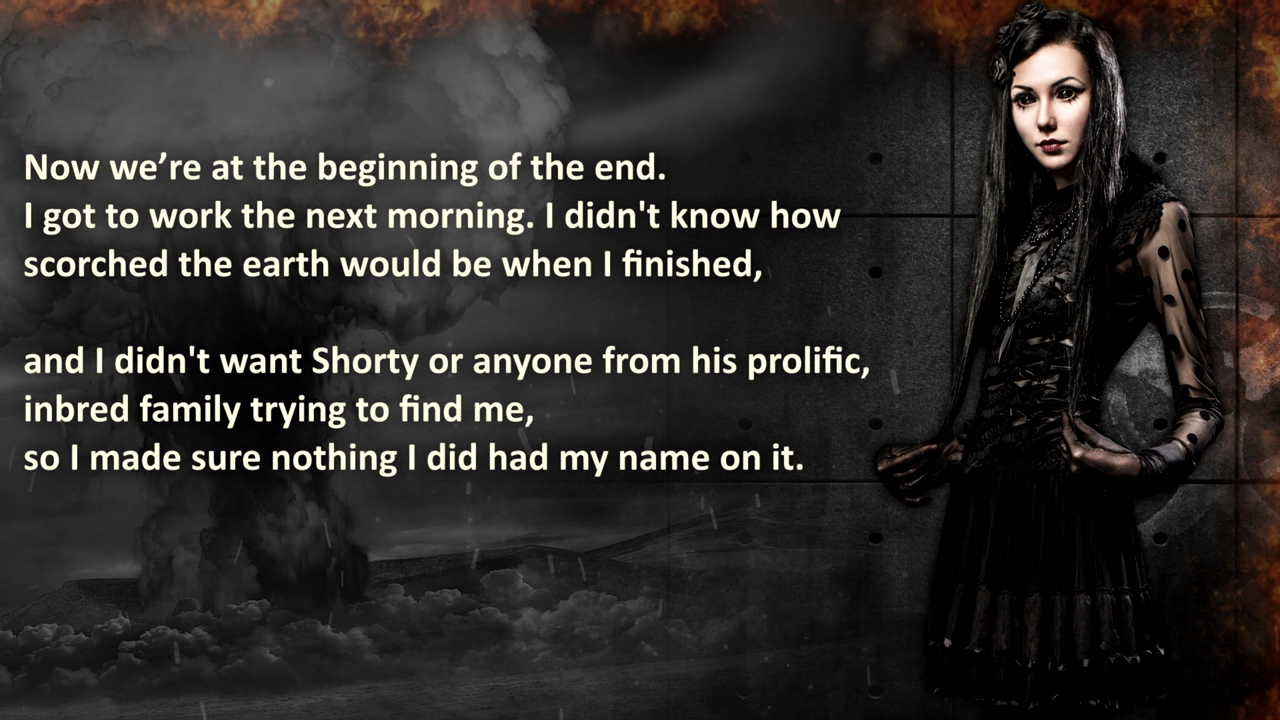 Now we’re at the beginning of the end.
I got to work the next morning. I didn't know how
scorched the earth would be when I finished,
and I didn't want Shorty or anyone from his prolific,
inbred family trying to find me,
so I made sure nothing I did had my name on it.